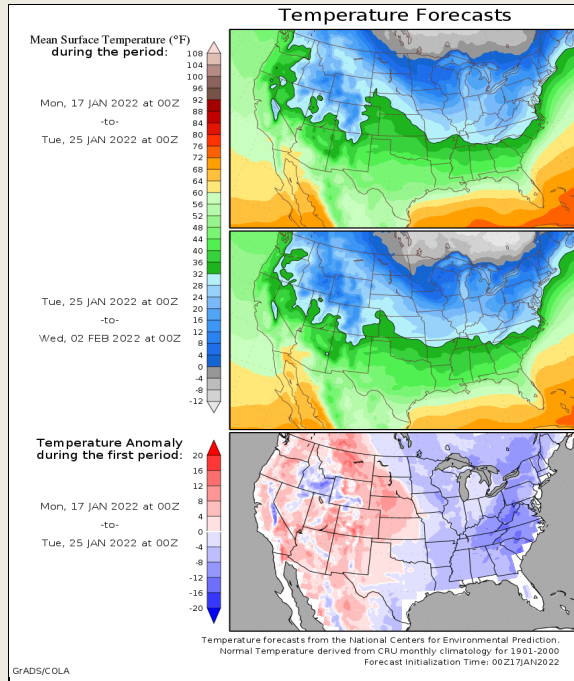 Temperature Forecasts
Mean Surface Temperature (°F)
during the period:
Mon, 17 JAN 2022 at 00Z
-to-
Tue, 25 JAN 2022 at 00Z
108
104
100
96
92
88
84
80
76
72
68
64
60
56
52
48
44
40
36
32
28
24
20
16
12
8
4
0
-4
-8
-12
Tue, 25 JAN 2022 at 00Z
-to-
Wed, 02 FEB 2022 at 00Z
Temperature Anomaly
during the first period:
Mon, 17 JAN 2022 at 00Z
-to-
Tue, 25 JAN 2022 at 00Z
20
16
12
8
4
0
-4
-8
-12
-16
-20
Temperature forecasts from the National Centers for Environmental Prediction.
Normal Temperature derived from CRU monthly climatology for 1901-2000
Forecast Initialization Time: 00Z17JAN2022
GrADS/COLA